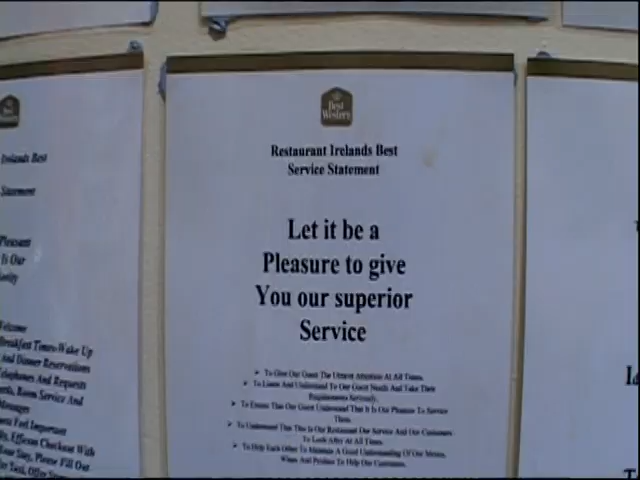 Irelands Best
Statement
Pleasant
Is Our
Welcome
Breakfast Times-Wake Up
And Dinner Reservations
Telephones And Requests
Room Service And
Messages
Feel Important
Efficient Checkout With
Your Stay, Please Fill Out
Best
Western
Restaurant Irelands Best
Service Statement
Let it be a
Pleasure to give
You our superior
Service
➤ To Give Our Guest The Utmost Attention At All Times.
➤ To Listen And Understand To Our Guest Needs And Take Their
Requirements Seriously.
➤ To Ensure That Our Guest Understand That It Is Our Pleasure To Service
Them.
➤ To Understand That This Is Our Restaurant Our Service And Our Customers
To Look After At All Times.
➤ To Help Each Other To Maintain A Good Understanding Of Our Menus,
Wines And Produce To Help Our Customers.